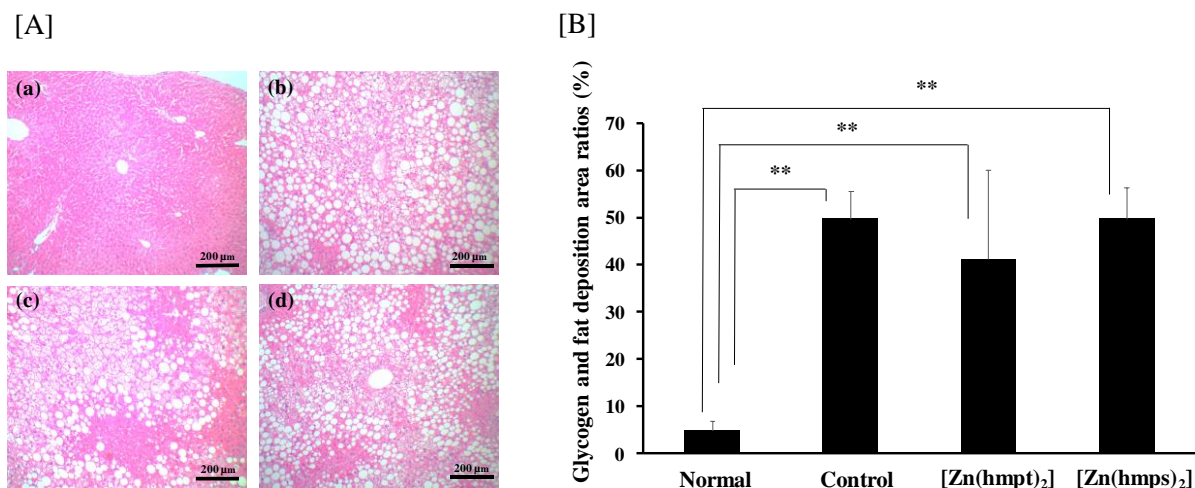 [A]
(a)
200 µm
(b)
200 µm
(c)
200 µm
(d)
200 µm
[B]
Glycogen and fat deposition area ratios (%)
70
60
50
40
30
20
10
0
**
**
**
Normal Control [Zn(hmpt)₂] [Zn(hmps)₂]